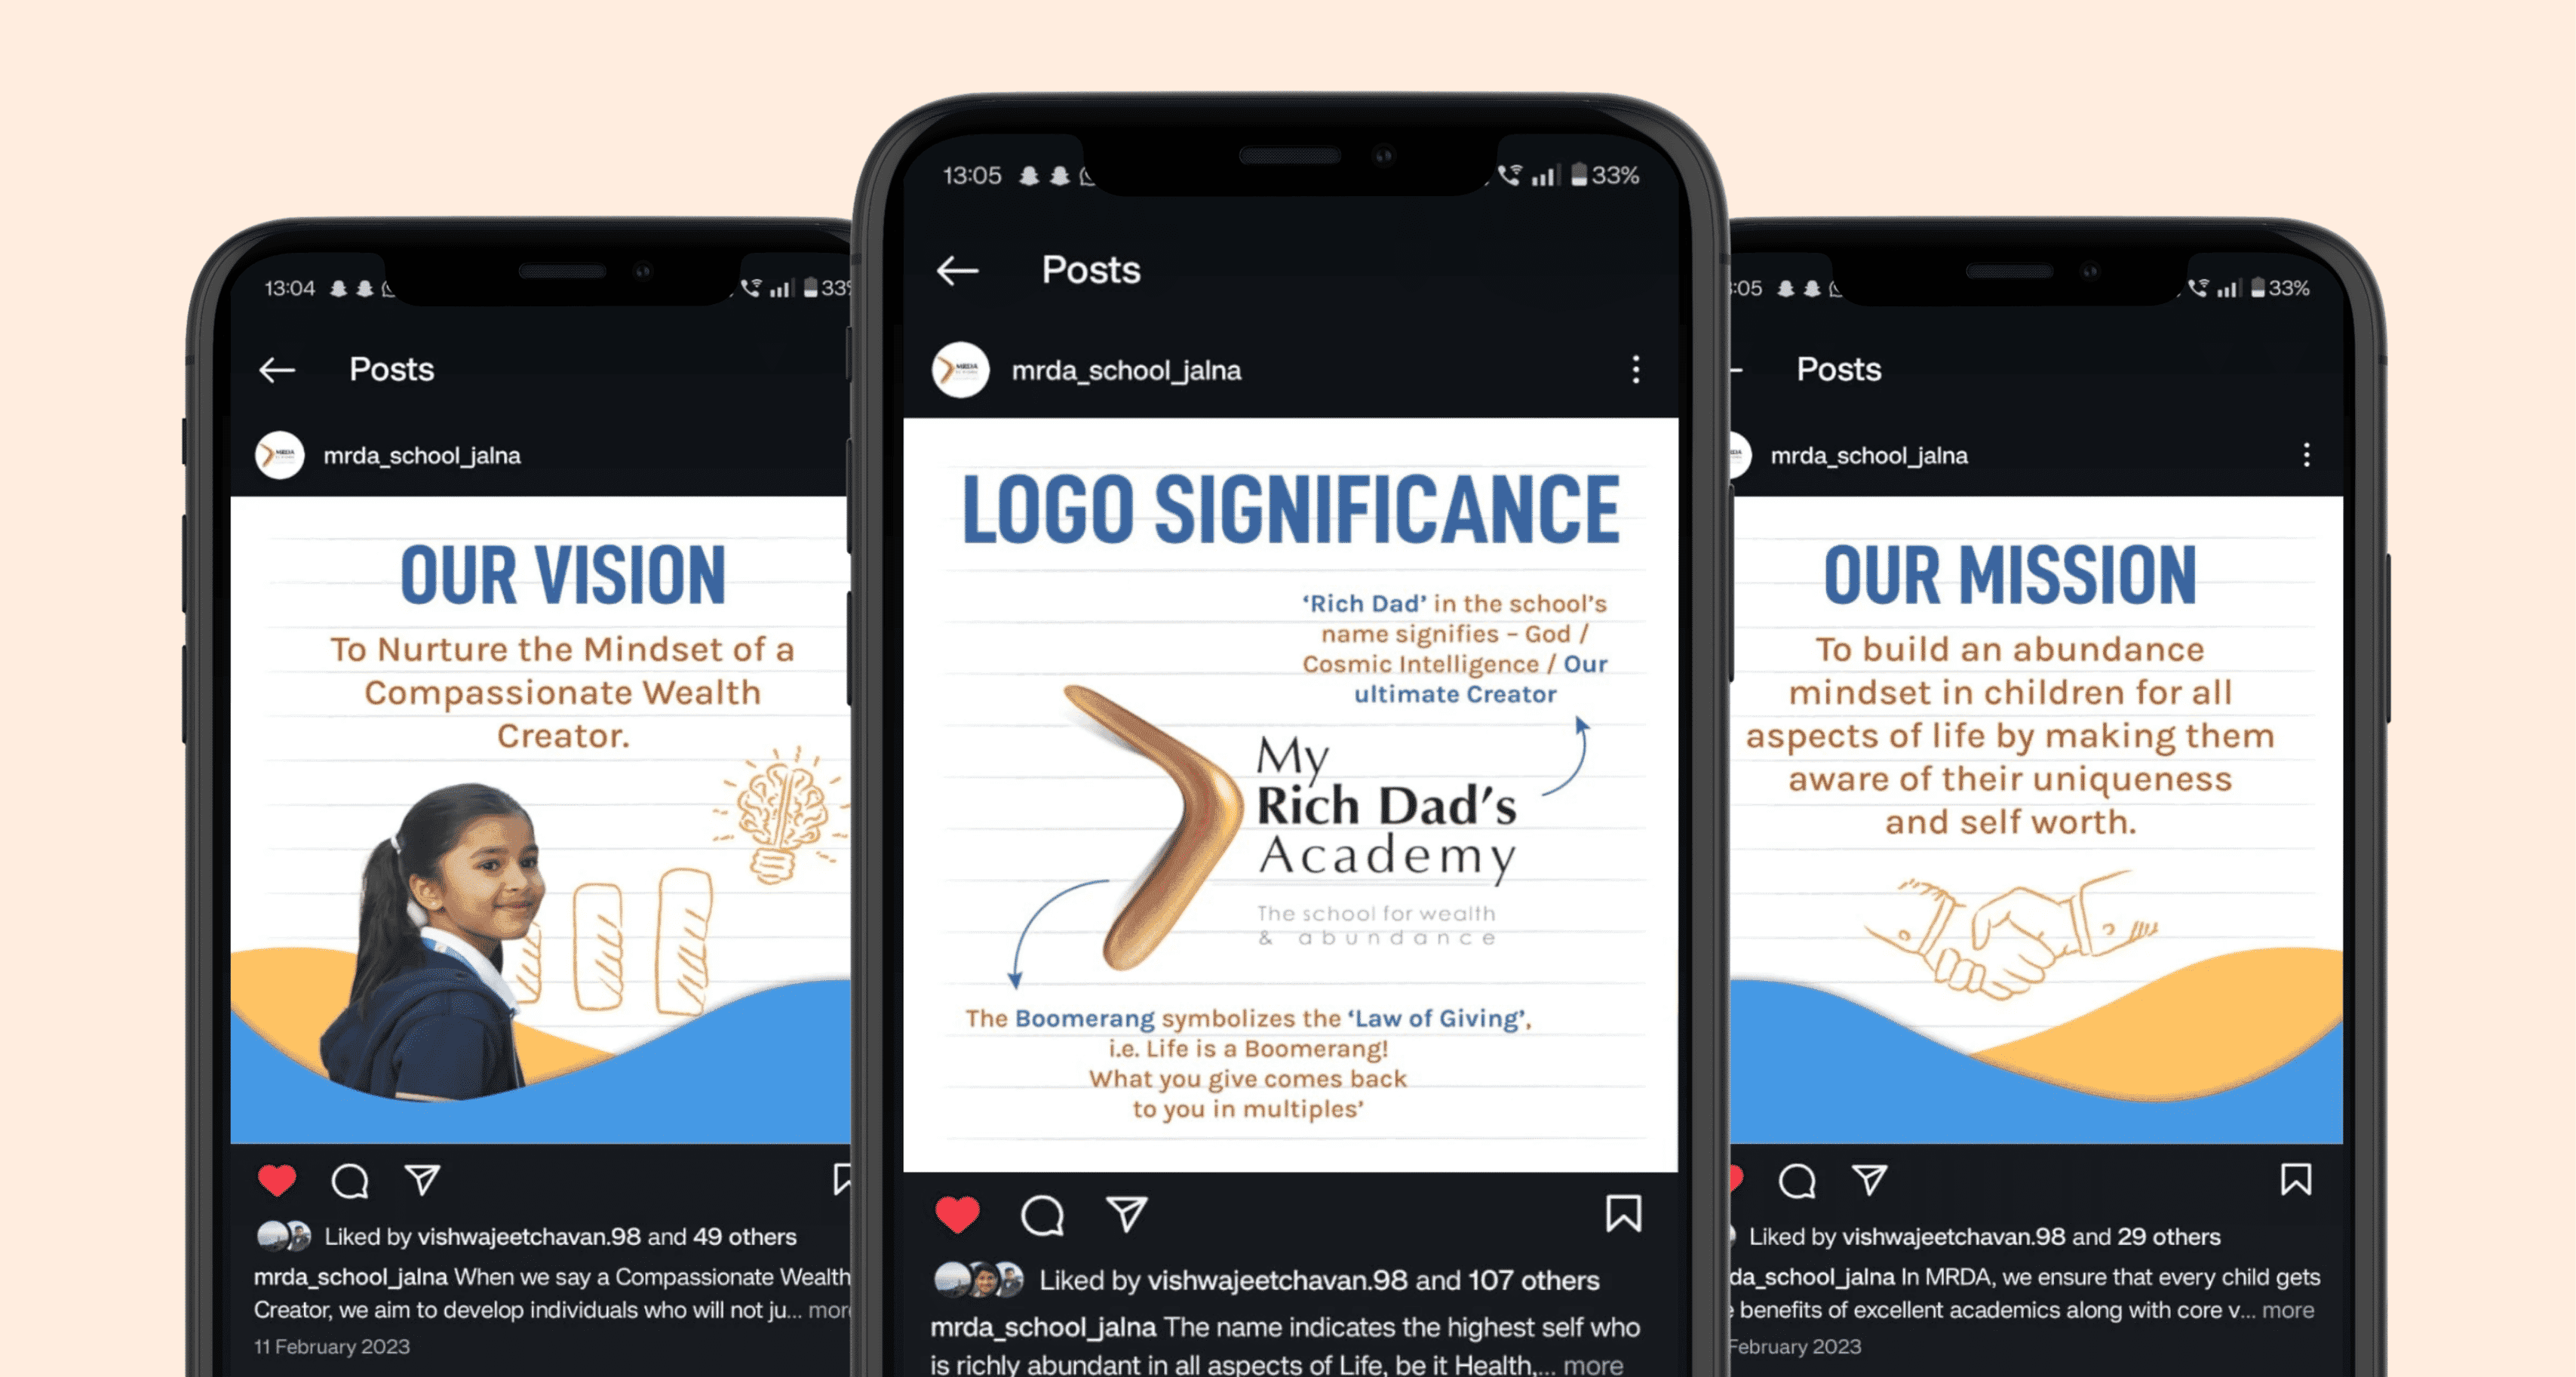 13:04
33%
Posts
mrda_school_jalna
OUR VISION
To Nurture the Mindset of a
Compassionate Wealth
Creator.
Liked by vishwajeetchavan.98 and 49 others
mrda_school_jalna When we say a Compassionate Wealth
Creator, we aim to develop individuals who will not ju... more
11 February 2023
13:05
33%
Posts
MRDA
mrda_school_jalna
LOGO SIGNIFICANCE
‘Rich Dad’ in the school’s
name signifies – God /
Cosmic Intelligence / Our
ultimate Creator
My
Rich Dad’s
Academy
The school for wealth
& abundance
The Boomerang symbolizes the ‘Law of Giving’,
i.e. Life is a Boomerang!
What you give comes back
to you in multiples’
Liked by vishwajeetchavan.98 and 107 others
mrda_school_jalna The name indicates the highest self who
is richly abundant in all aspects of Life, be it Health,... more
:05
33%
Posts
mrda_school_jalna
OUR MISSION
To build an abundance
mindset in children for all
aspects of life by making them
aware of their uniqueness
and self worth.
Liked by vishwajeetchavan.98 and 29 others
da_school_jalna In MRDA, we ensure that every child gets
benefits of excellent academics along with core v... more
February 2023